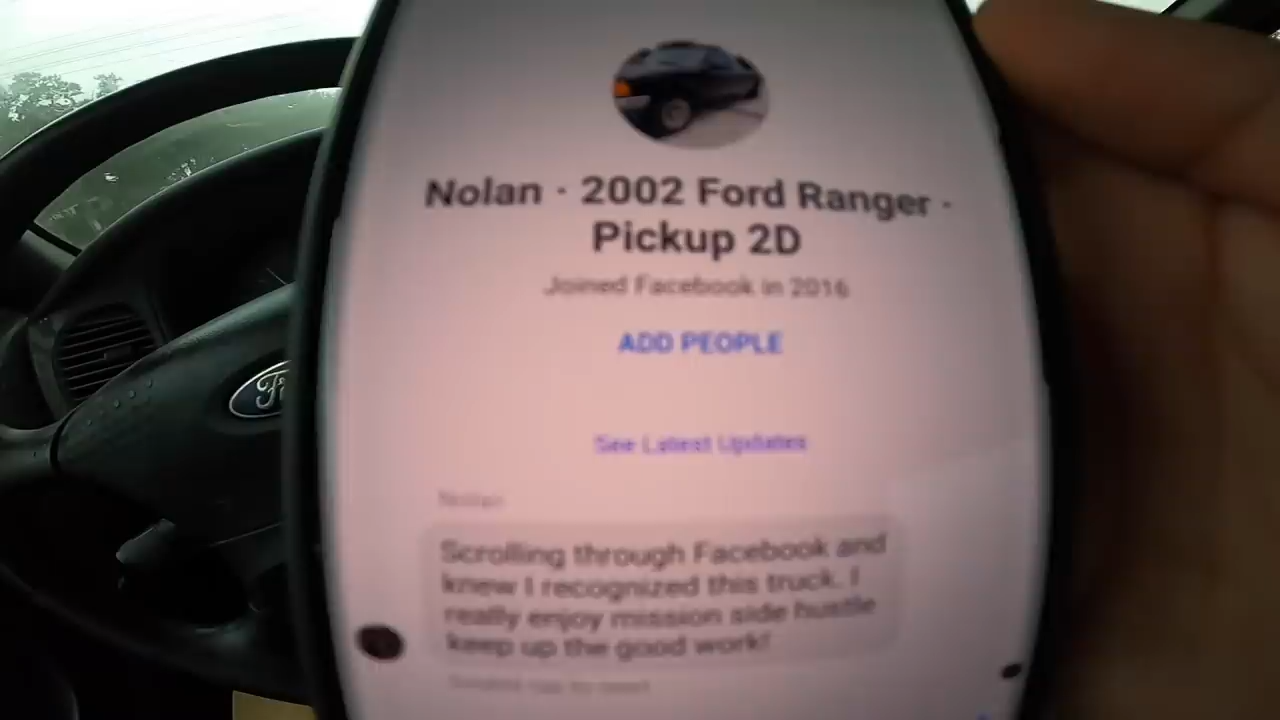 Nolan · 2002 Ford Ranger ·
Pickup 2D
Joined Facebook in 2016
ADD PEOPLE
See Latest Updates
Nolan
Scrolling through Facebook and
knew I recognized this truck. I
really enjoy mission side hustle
keep up the good work!